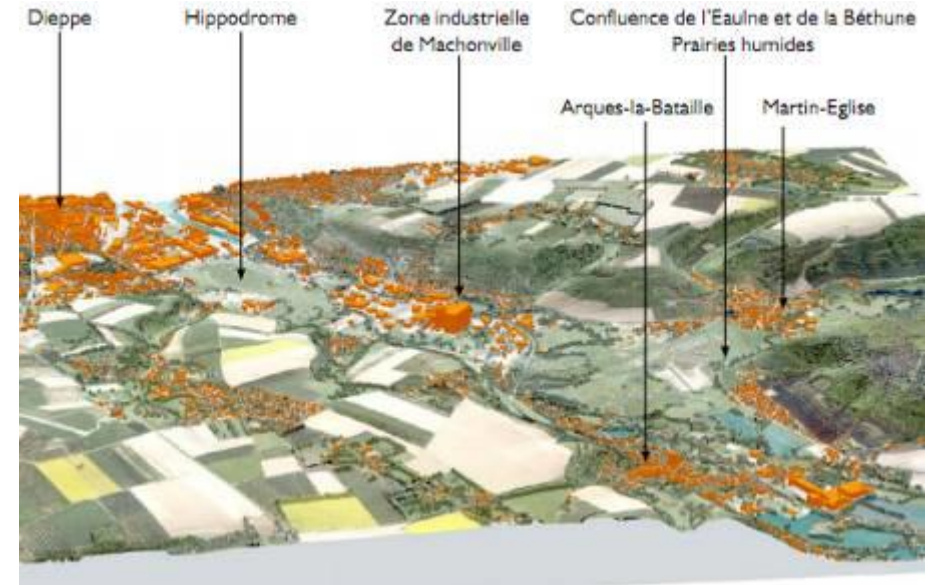 Dieppe
Hippodrome
Zone industrielle
de Machonville
Confluence de l'Eaulne et de la Béthune
Prairies humides
Arques-la-Bataille
Martin-Eglise